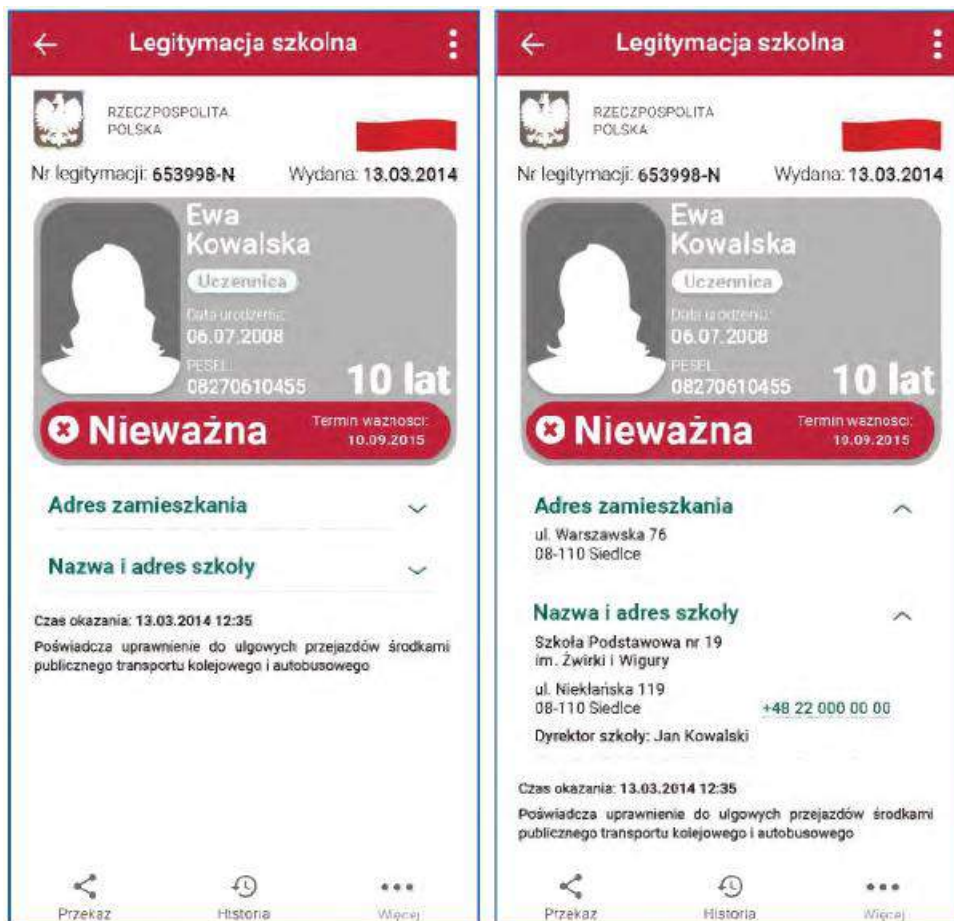 Legitymacja szkolna
RZECZPOSPOLITA
POLSKA
Nr legitymacji: 653998-N Wydana: 13.03.2014
Ewa
Kowalska
Uczennica
Data urodzenia:
06.07.2008
PESEL:
08270610455
10 lat
Nieważna
Termin ważności:
10.09.2015
Adres zamieszkania
Nazwa i adres szkoły
Czas okazania: 13.03.2014 12:35
Poświadcza uprawnienie do ulgowych przejazdów środkami
publicznego transportu kolejowego i autobusowego
Przekaż Historia Więcej
Legitymacja szkolna
RZECZPOSPOLITA
POLSKA
Nr legitymacji: 653998-N Wydana: 13.03.2014
Ewa
Kowalska
Uczennica
Data urodzenia:
06.07.2008
PESEL:
08270610455
10 lat
Nieważna
Termin ważności:
10.09.2015
Adres zamieszkania
ul. Warszawska 76
08-110 Siedlce
Nazwa i adres szkoły
Szkoła Podstawowa nr 19
im. Żwirki i Wigury
ul. Niekłańska 119
08-110 Siedlce +48 22 000 00 00
Dyrektor szkoły: Jan Kowalski
Czas okazania: 13.03.2014 12:35
Poświadcza uprawnienie do ulgowych przejazdów środkami
publicznego transportu kolejowego i autobusowego
Przekaż Historia Więcej